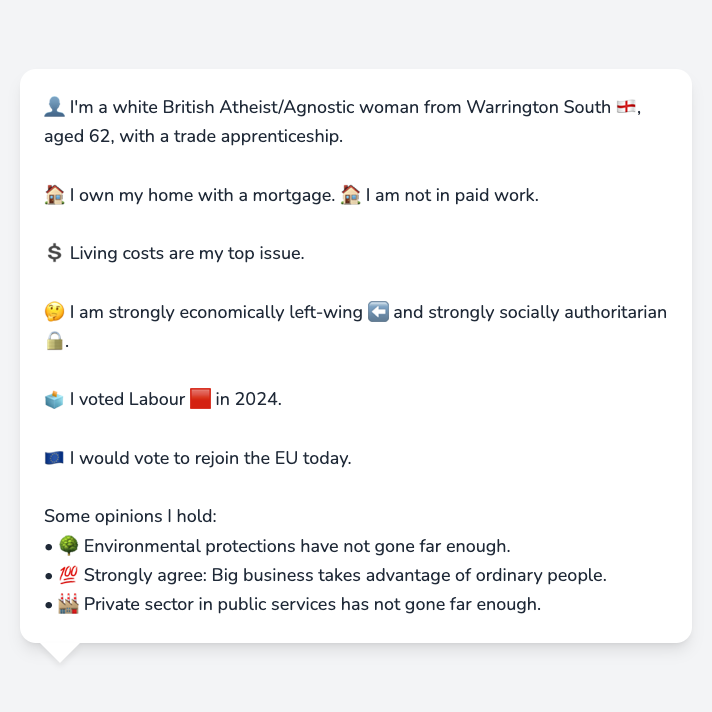 👤 I'm a white British Atheist/Agnostic woman from Warrington South 🏴󠁧󠁢󠁥󠁮󠁧󠁿,
aged 62, with a trade apprenticeship.
🏠 I own my home with a mortgage. 🏠 I am not in paid work.
💲 Living costs are my top issue.
🤔 I am strongly economically left-wing ⬅️ and strongly socially authoritarian
🔒.
🗳️ I voted Labour 🟥 in 2024.
🇪🇺 I would vote to rejoin the EU today.
Some opinions I hold:
• 🌳 Environmental protections have not gone far enough.
• 💯 Strongly agree: Big business takes advantage of ordinary people.
• 🏭 Private sector in public services has not gone far enough.